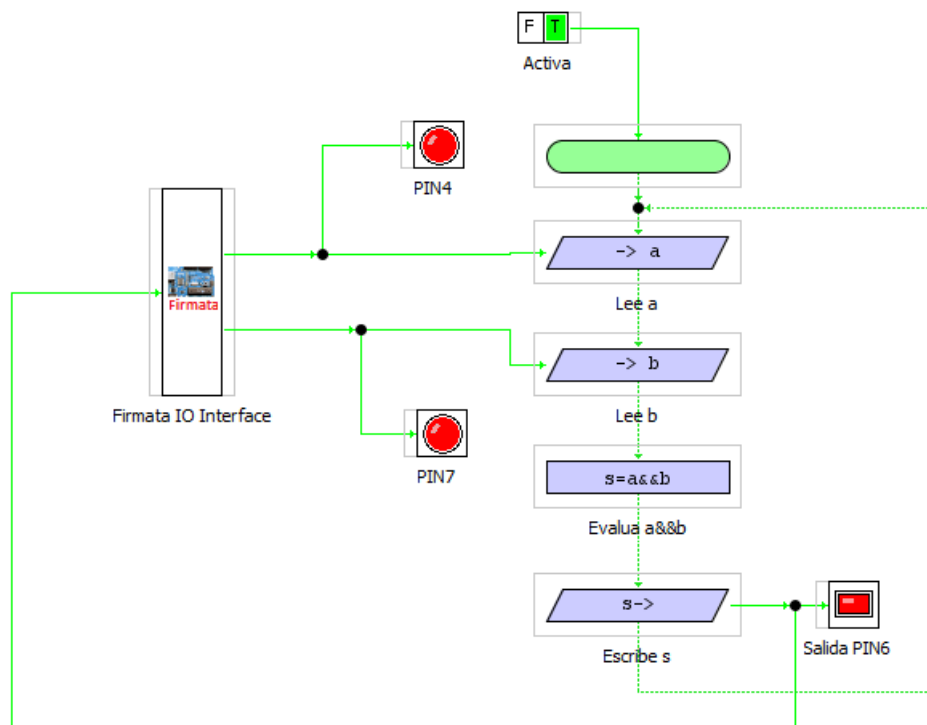 F T
Activa
PIN4
-> a
Lee a
Firmata
Firmata IO Interface
-> b
Lee b
PIN7
s=a&&b
Evalua a&&b
s->
Escribe s
Salida PIN6